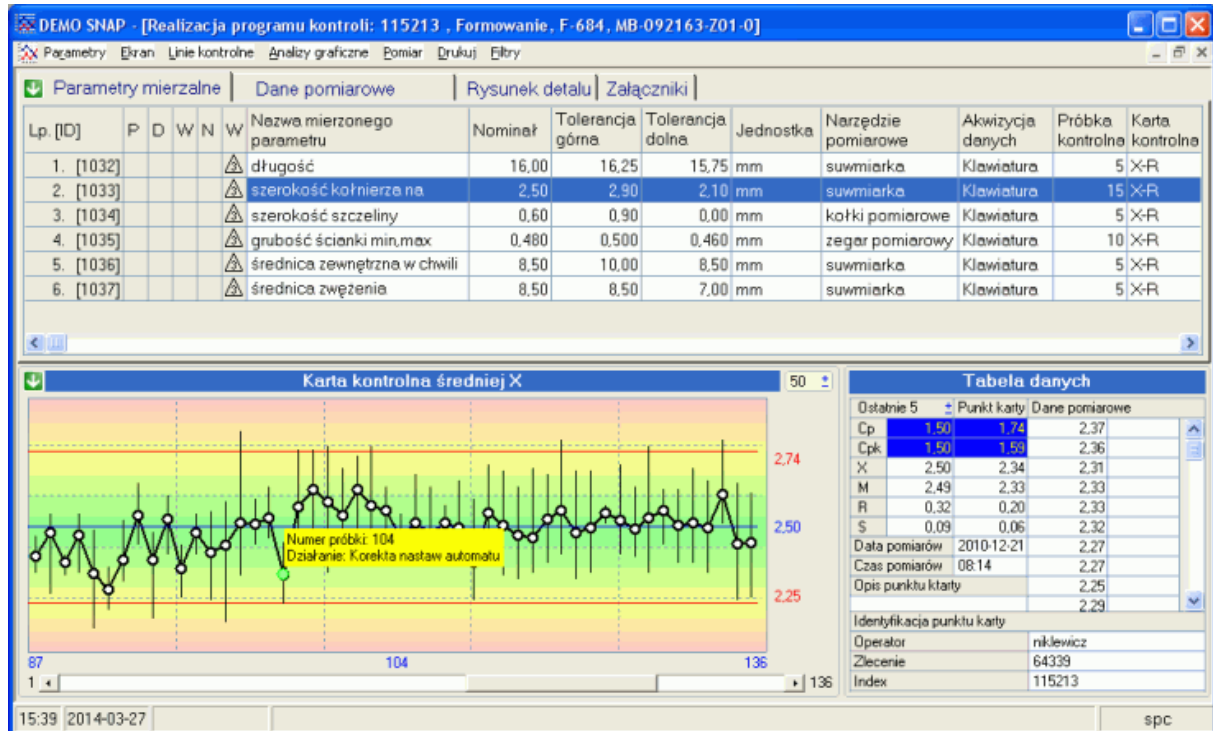 DEMO SNAP - [Realizacja programu kontroli: 115213 , Formowanie, F-684, MB-092163-Z01-0]
Parametry Ekran Linie kontrolne Analizy graficzne Pomiar Drukuj Filtry
Parametry mierzalne Dane pomiarowe Rysunek detalu Załączniki
Lp. [ID] P D W N W Nazwa mierzonego parametru Nominał Tolerancja górna Tolerancja dolna Jednostka Narzędzie pomiarowe Akwizycja danych Próbka kontrolna Karta kontrolna
1. [1032] 3 długość 16,00 16,25 15,75 mm suwmiarka Klawiatura 5 X-R
2. [1033] 3 szerokość kołnierza na 2,50 2,90 2,10 mm suwmiarka Klawiatura 15 X-R
3. [1034] 3 szerokość szczeliny 0,60 0,90 0,00 mm kołki pomiarowe Klawiatura 5 X-R
4. [1035] 3 grubość ścianki min,max 0,480 0,500 0,460 mm zegar pomiarowy Klawiatura 10 X-R
5. [1036] 3 średnica zewnętrzna w chwili 8,50 10,00 8,50 mm suwmiarka Klawiatura 5 X-R
6. [1037] 3 średnica zwężenia 8,50 8,50 7,00 mm suwmiarka Klawiatura 5 X-R
Karta kontrolna średniej X 50
2,74
2,50
2,25
Numer próbki: 104
Działanie: Korekta nastaw automatu
87 104 136
1 136
Tabela danych
Ostatnie 5 Punkt karty Dane pomiarowe
Cp 1,50 1,74 2,37
Cpk 1,50 1,59 2,36
X 2,50 2,34 2,31
M 2,49 2,33 2,33
R 0,32 0,20 2,33
S 0,09 0,06 2,32
Data pomiarów 2010-12-21 2,27
Czas pomiarów 08:14 2,27
Opis punktu ktarty 2,25
2,29
Identyfikacja punktu karty
Operator niklewicz
Zlecenie 64339
Index 115213
15:39 2014-03-27 spc